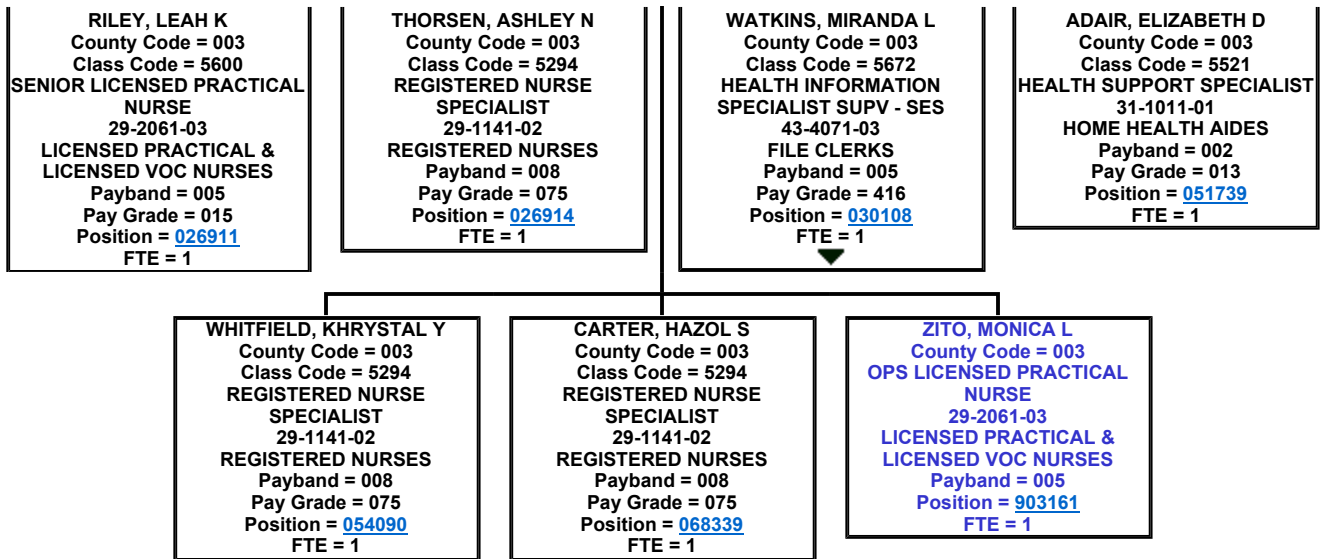 RILEY, LEAH K
County Code = 003
Class Code = 5600
SENIOR LICENSED PRACTICAL
NURSE
29-2061-03
LICENSED PRACTICAL &
LICENSED VOC NURSES
Payband = 005
Pay Grade = 015
Position = 026911
FTE = 1
THORSEN, ASHLEY N
County Code = 003
Class Code = 5294
REGISTERED NURSE
SPECIALIST
29-1141-02
REGISTERED NURSES
Payband = 008
Pay Grade = 075
Position = 026914
FTE = 1
WATKINS, MIRANDA L
County Code = 003
Class Code = 5672
HEALTH INFORMATION
SPECIALIST SUPV - SES
43-4071-03
FILE CLERKS
Payband = 005
Pay Grade = 416
Position = 030108
FTE = 1
ADAIR, ELIZABETH D
County Code = 003
Class Code = 5521
HEALTH SUPPORT SPECIALIST
31-1011-01
HOME HEALTH AIDES
Payband = 002
Pay Grade = 013
Position = 051739
FTE = 1
WHITFIELD, KHRYSTAL Y
County Code = 003
Class Code = 5294
REGISTERED NURSE
SPECIALIST
29-1141-02
REGISTERED NURSES
Payband = 008
Pay Grade = 075
Position = 054090
FTE = 1
CARTER, HAZOL S
County Code = 003
Class Code = 5294
REGISTERED NURSE
SPECIALIST
29-1141-02
REGISTERED NURSES
Payband = 008
Pay Grade = 075
Position = 068339
FTE = 1
ZITO, MONICA L
County Code = 003
OPS LICENSED PRACTICAL
NURSE
29-2061-03
LICENSED PRACTICAL &
LICENSED VOC NURSES
Payband = 005
Position = 903161
FTE = 1